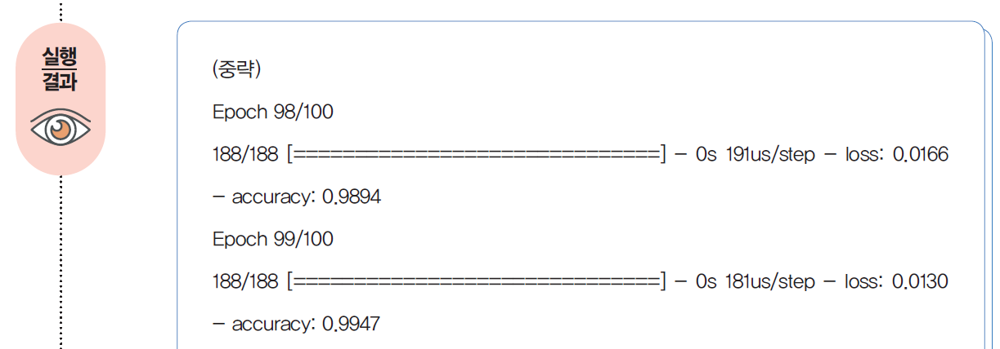 실행
결과
(중략)
Epoch 98/100
188/188 [==============================] - 0s 191us/step - loss: 0.0166
- accuracy: 0.9894
Epoch 99/100
188/188 [==============================] - 0s 181us/step - loss: 0.0130
- accuracy: 0.9947